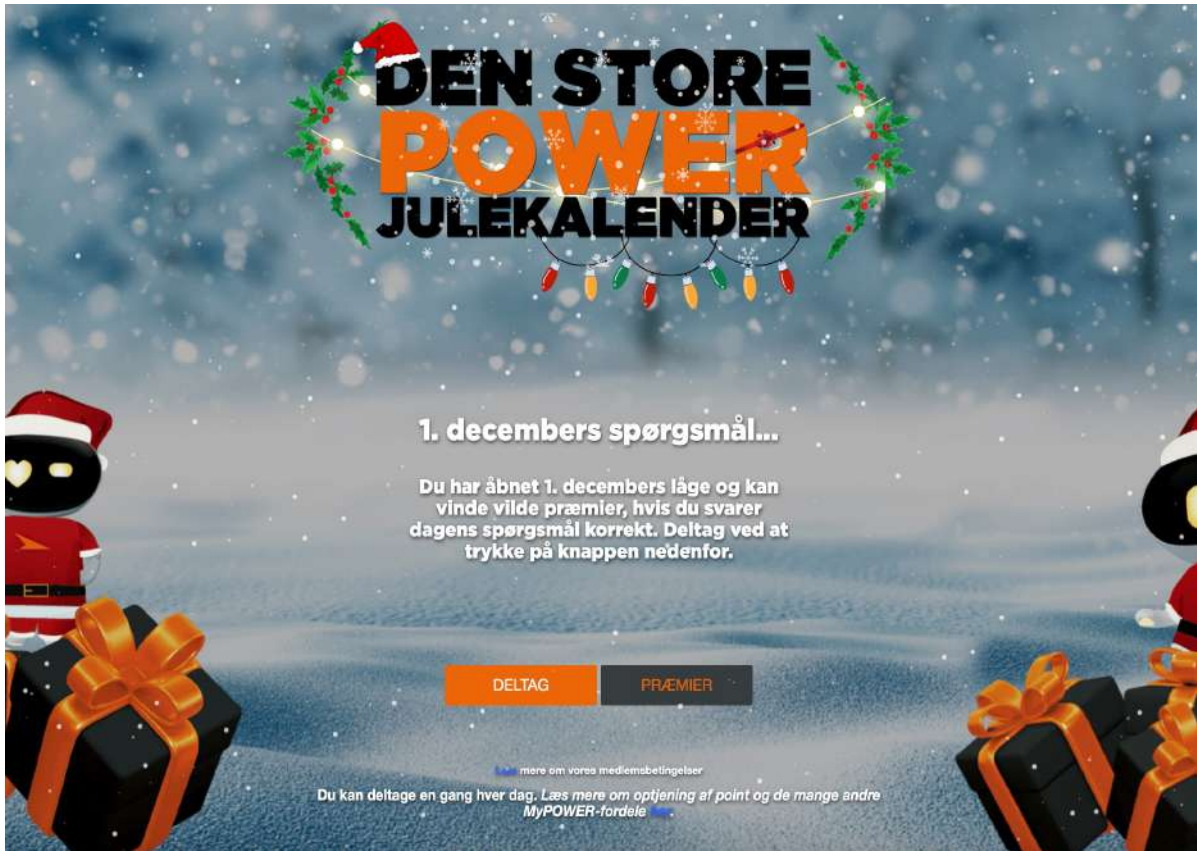 DEN STORE
POWER
JULEKALENDER
1. decembers spørgsmål...
Du har åbnet 1. decembers låge og kan
vinde vilde præmier, hvis du svarer
dagens spørgsmål korrekt. Deltag ved at
trykke på knappen nedenfor.
DELTAG
PRÆMIER
Læs mere om vores medlemsbetingelser
Du kan deltage en gang hver dag. Læs mere om optjening af point og de mange andre
MyPOWER-fordele her.